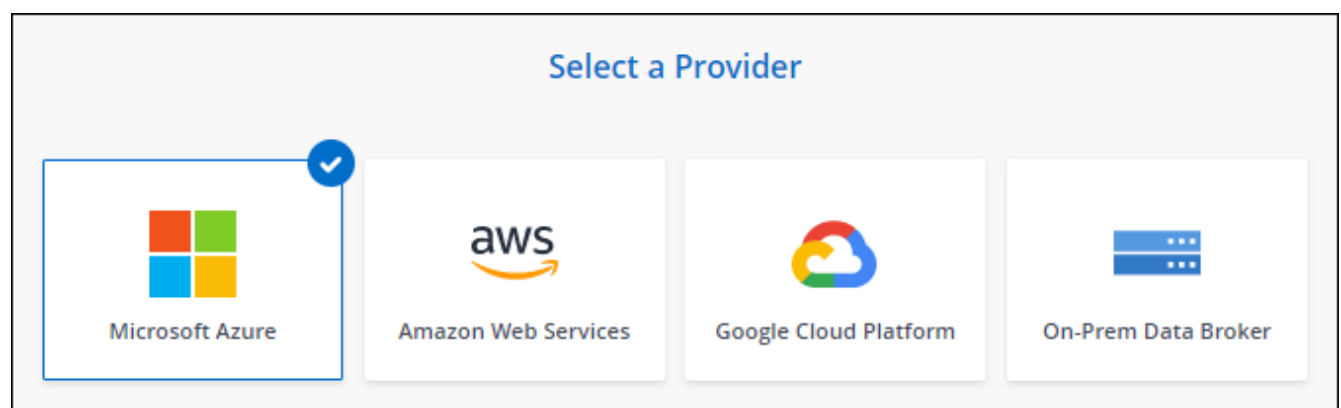 Select a Provider
aws
Microsoft Azure
Amazon Web Services
Google Cloud Platform
On-Prem Data Broker